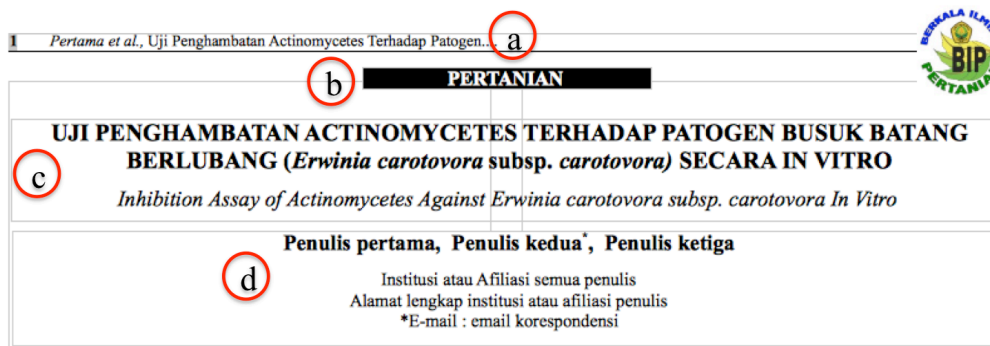 1 Pertama et al., Uji Penghambatan Actinomycetes Terhadap Patogen...
a
BERKALA ILMIAH
BIP
PERTANIAN
b
PERTANIAN
UJI PENGHAMBATAN ACTINOMYCETES TERHADAP PATOGEN BUSUK BATANG
BERLUBANG (Erwinia carotovora subsp. carotovora) SECARA IN VITRO
c
Inhibition Assay of Actinomycetes Against Erwinia carotovora subsp. carotovora In Vitro
Penulis pertama, Penulis kedua*, Penulis ketiga
d
Institusi atau Afiliasi semua penulis
Alamat lengkap institusi atau afiliasi penulis
*E-mail : email korespondensi